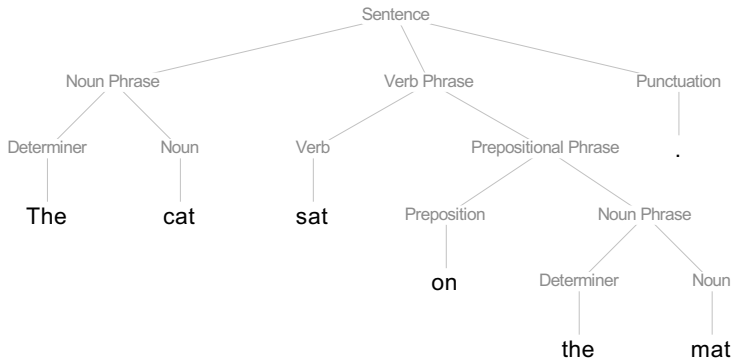 Sentence
Noun Phrase Verb Phrase Punctuation
Determiner Noun Verb Prepositional Phrase .
The cat sat Preposition Noun Phrase
on Determiner Noun
the mat